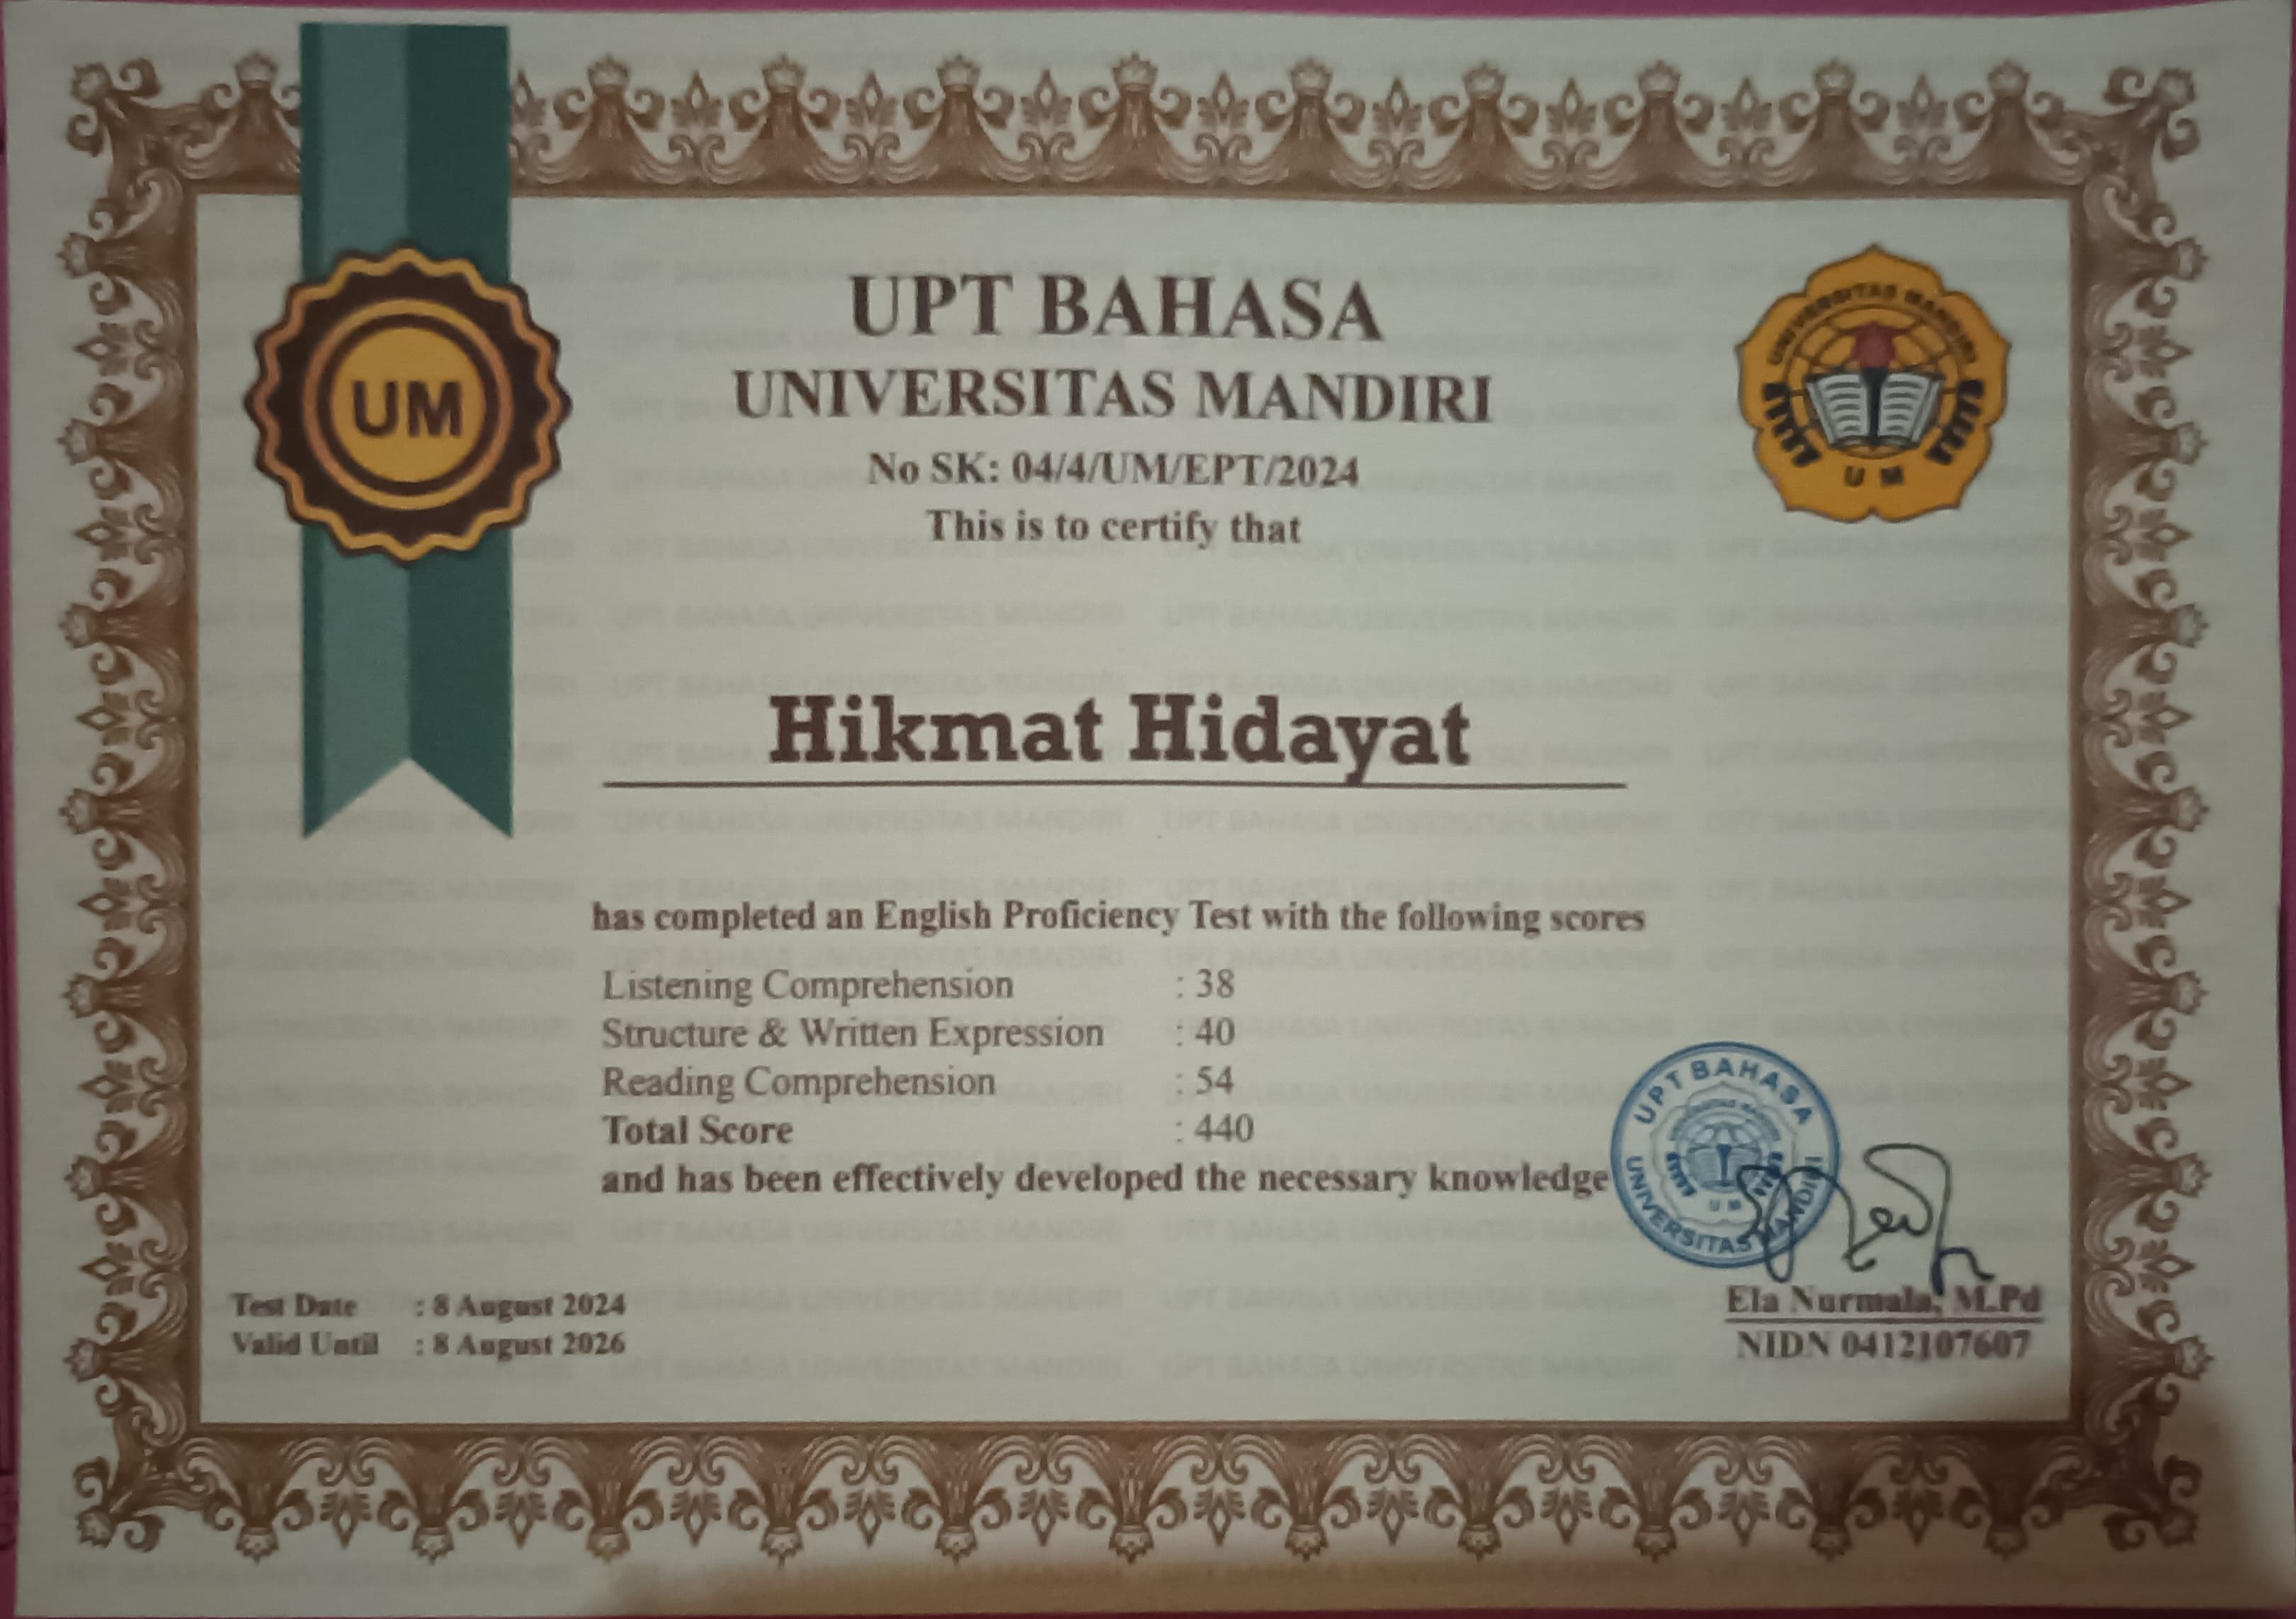 UM
UPT BAHASA
UNIVERSITAS MANDIRI
No SK: 04/4/UM/EPT/2024
This is to certify that
UNIVERSITAS MANDIRI
U M
Hikmat Hidayat
has completed an English Proficiency Test with the following scores
Listening Comprehension : 38
Structure & Written Expression : 40
Reading Comprehension : 54
Total Score : 440
and has been effectively developed the necessary knowledge
UPT BAHASA
UNIVERSITAS MANDIRI
U M
Test Date : 8 August 2024
Valid Until : 8 August 2026
Ela Nurmala, M.Pd
NIDN 0412107607